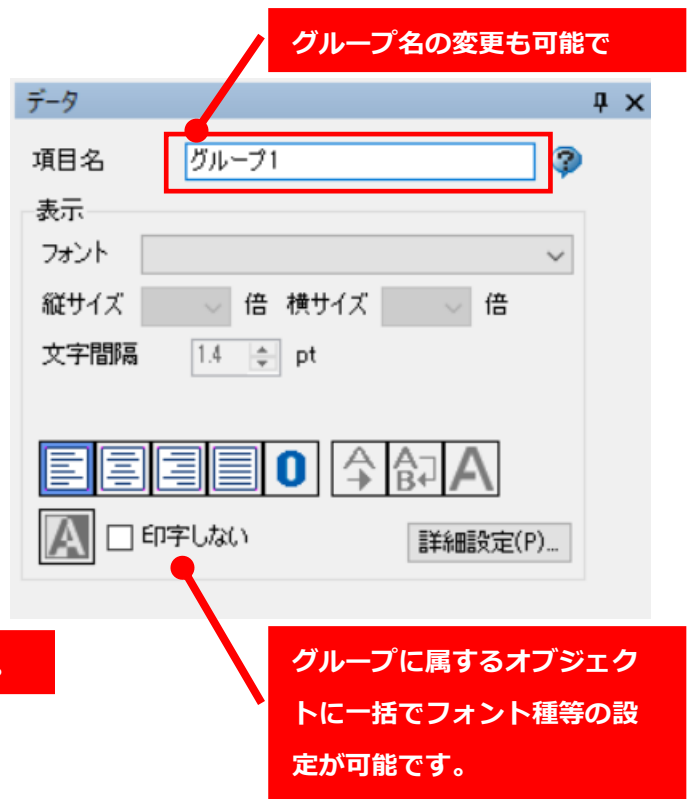 グループ名の変更も可能で
データ
項目名 グループ1
表示
フォント
縦サイズ 倍 横サイズ 倍
文字間隔 1.4 pt
0 A A B A
A 印字しない 詳細設定(P)...
。
グループに属するオブジェク
トに一括でフォント種等の設
定が可能です。